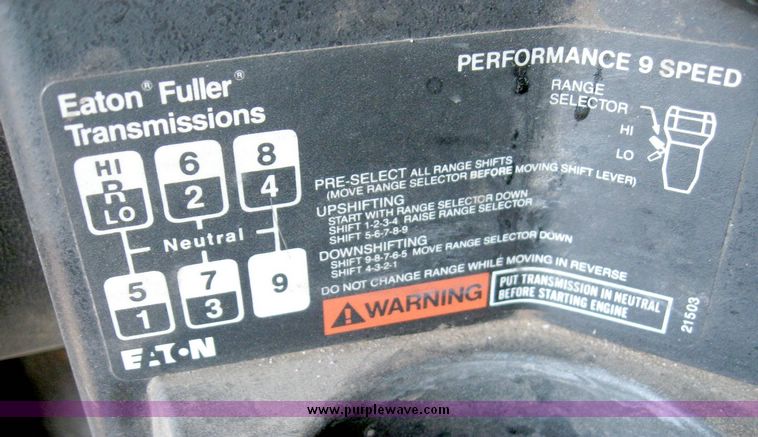 Eaton® Fuller®
Transmissions
HI
R
LO
6
2
8
4
Neutral
5
1
7
3
9
EATON
PERFORMANCE 9 SPEED
RANGE
SELECTOR
HI
LO
PRE-SELECT ALL RANGE SHIFTS
(MOVE RANGE SELECTOR BEFORE MOVING SHIFT LEVER)
UPSHIFTING
START WITH RANGE SELECTOR DOWN
SHIFT 1-2-3-4 RAISE RANGE SELECTOR
SHIFT 5-6-7-8-9
DOWNSHIFTING
SHIFT 9-8-7-6-5 MOVE RANGE SELECTOR DOWN
SHIFT 4-3-2-1
DO NOT CHANGE RANGE WHILE MOVING IN REVERSE
WARNING
PUT TRANSMISSION IN NEUTRAL
BEFORE STARTING ENGINE
21503
www.purplewave.com